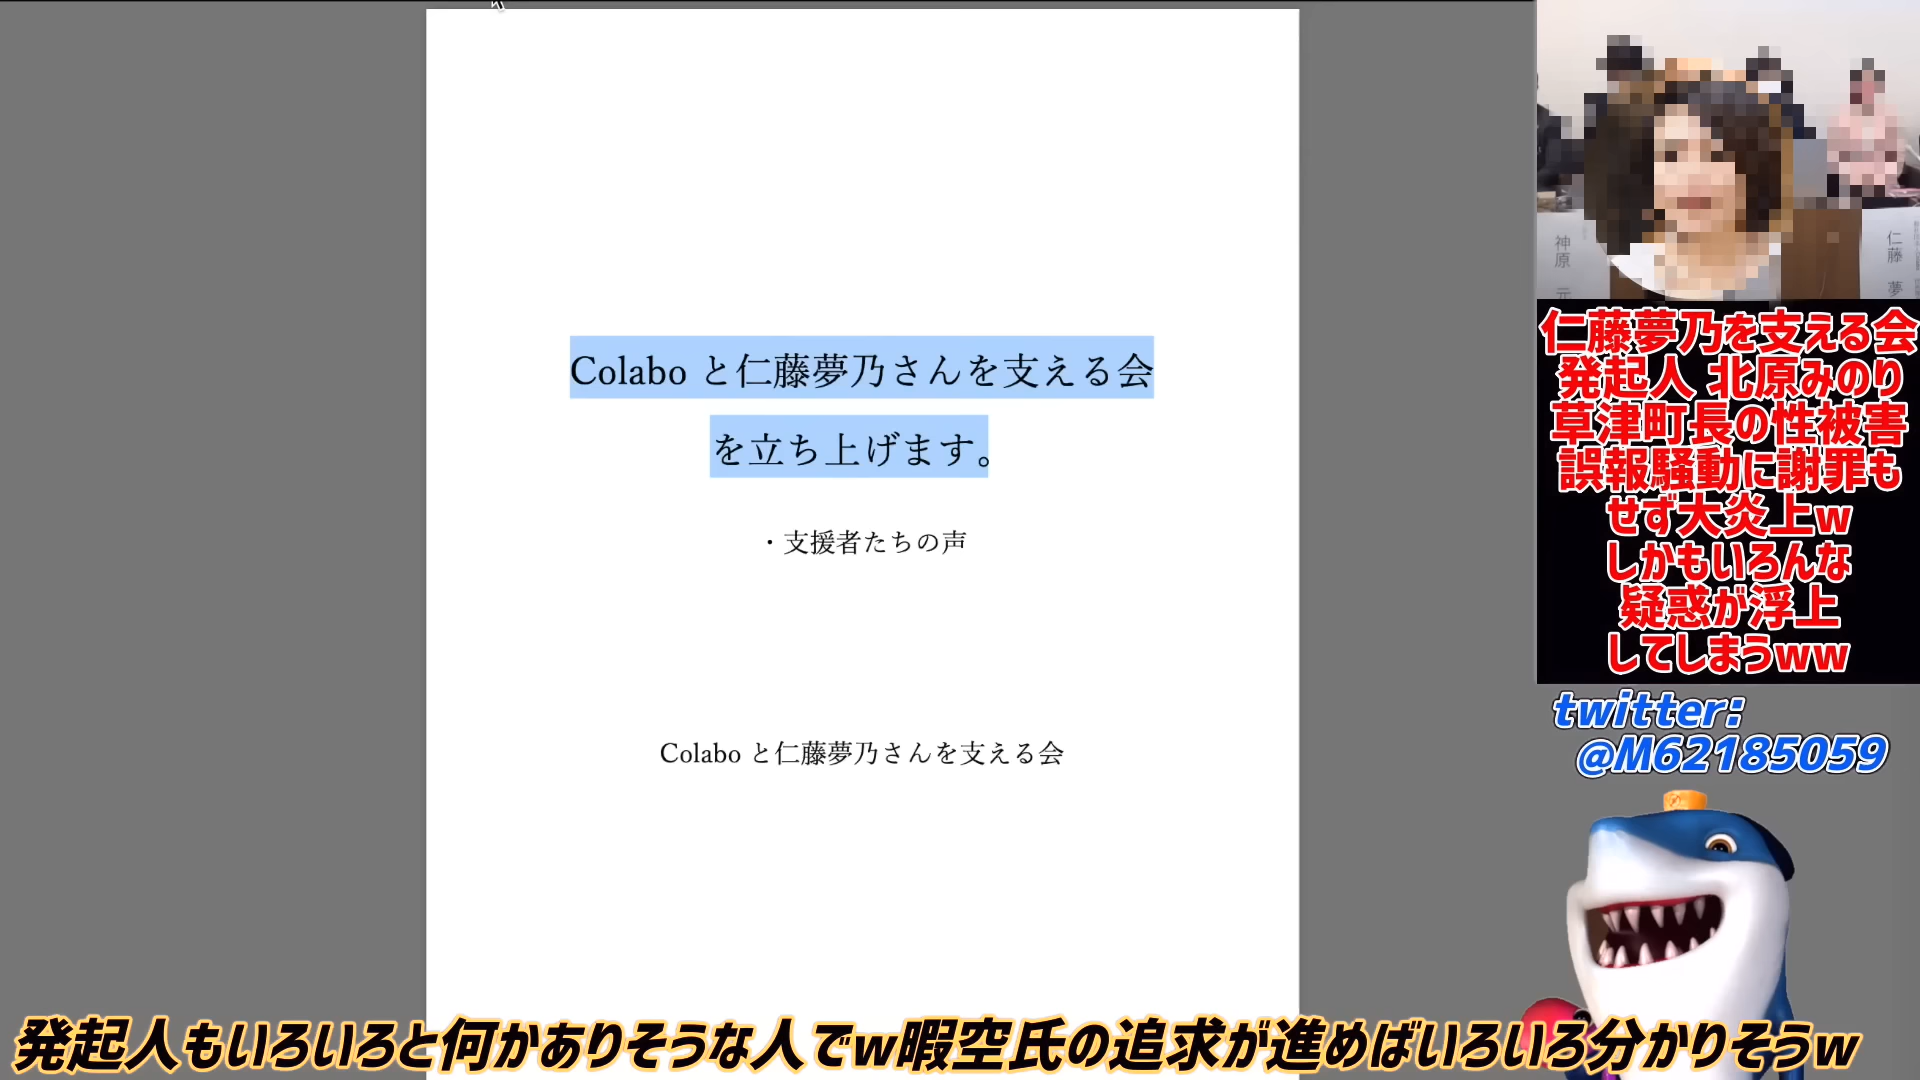 Colabo と仁藤夢乃さんを支える会
を立ち上げます。
・支援者たちの声
Colabo と仁藤夢乃さんを支える会
神原 元
仁藤 夢
仁藤夢乃を支える会
発起人 北原みのり
草津町長の性被害
誤報騒動に謝罪も
せず大炎上w
しかもいろんな
疑惑が浮上
してしまうww
twitter:
@M62185059
発起人もいろいろと何かありそうな人でw暇空氏の追求が進めばいろいろ分かりそうw